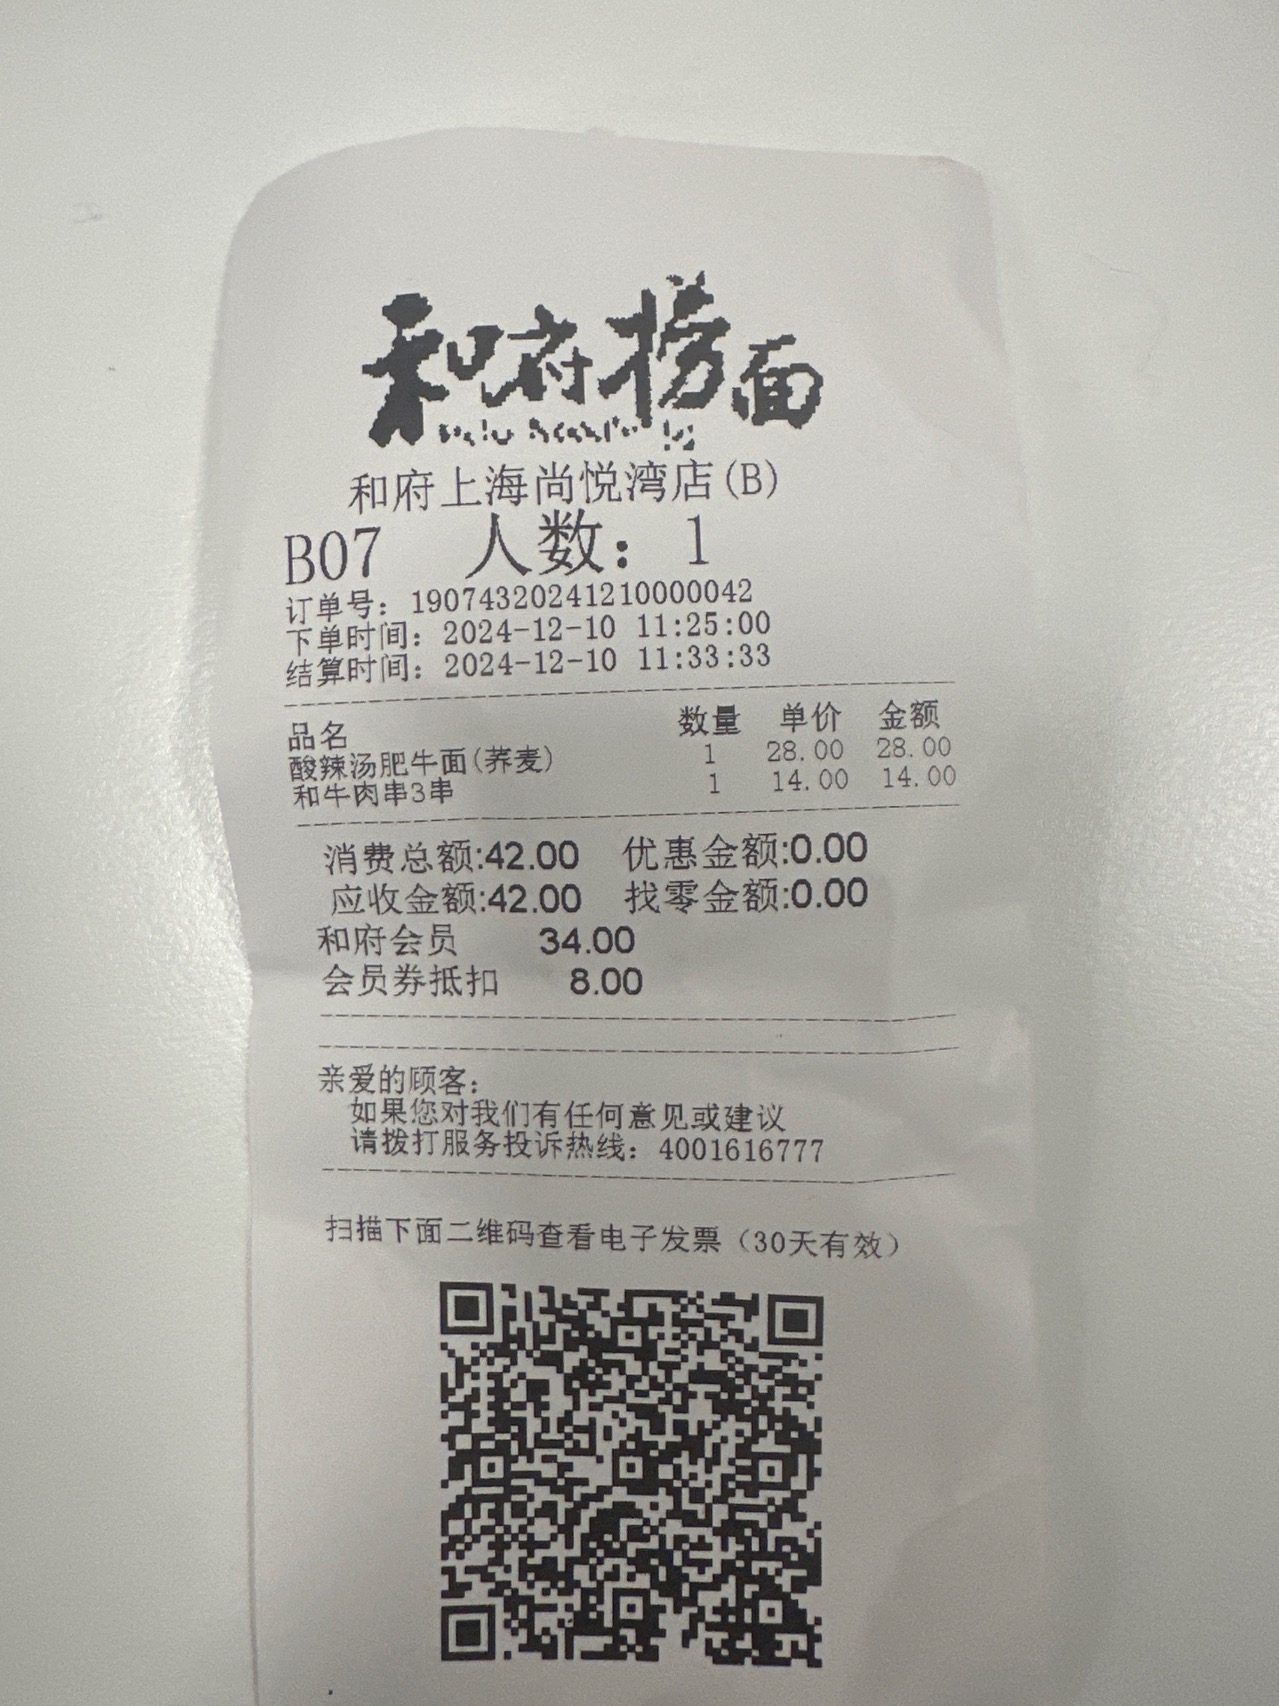 和府捞面
和府上海尚悦湾店(B)
B07 人数: 1
订单号: 19074320241210000042
下单时间: 2024-12-10 11:25:00
结算时间: 2024-12-10 11:33:33
品名 数量 单价 金额
酸辣汤肥牛面(荞麦) 1 28.00 28.00
和牛肉串3串 1 14.00 14.00
消费总额:42.00 优惠金额:0.00
应收金额:42.00 找零金额:0.00
和府会员 34.00
会员券抵扣 8.00
亲爱的顾客:
如果您对我们有任何意见或建议
请拨打服务投诉热线: 4001616777
扫描下面二维码查看电子发票（30天有效）